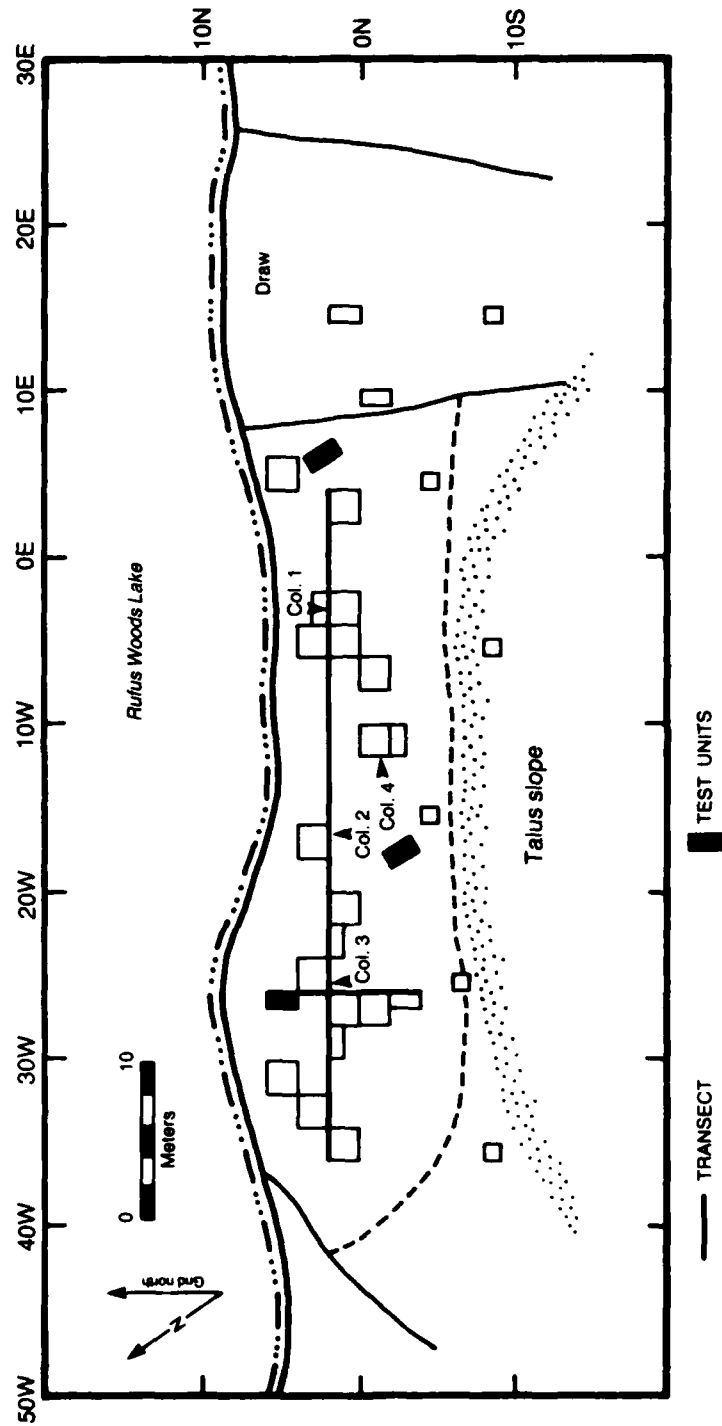 50W 40W 30W 20W 10W 0E 10E 20E 30E
10N
0N
10S
Rufus Woods Lake
Draw
Grid north
N
0 10
Meters
Col. 3
Col. 2
Col. 4
Col. 1
Talus slope
TRANSECT
TEST UNITS